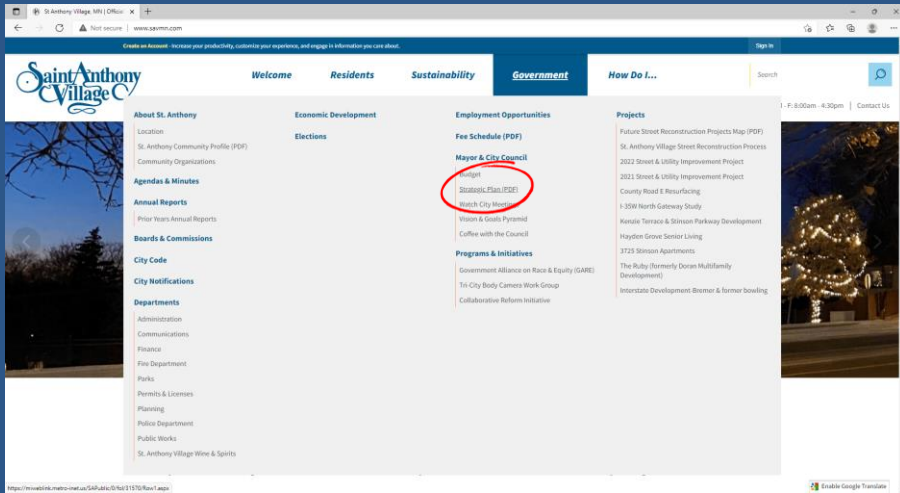 St Anthony Village, MN | Official
Not secure | www.savmn.com
Create an Account - Increase your productivity, customize your experience, and engage in information you care about.
Sign In
Saint Anthony
Village
Welcome
Residents
Sustainability
Government
How Do I...
Search
- F: 8:00am - 4:30pm | Contact Us
About St. Anthony
Location
St. Anthony Community Profile (PDF)
Community Organizations
Agendas & Minutes
Annual Reports
Prior Years Annual Reports
Boards & Commissions
City Code
City Notifications
Departments
Administration
Communications
Finance
Fire Department
Parks
Permits & Licenses
Planning
Police Department
Public Works
St. Anthony Village Wine & Spirits
Economic Development
Elections
Employment Opportunities
Fee Schedule (PDF)
Mayor & City Council
Budget
Strategic Plan (PDF)
Watch City Meetings
Vision & Goals Pyramid
Coffee with the Council
Programs & Initiatives
Government Alliance on Race & Equity (GARE)
Tri-City Body Camera Work Group
Collaborative Reform Initiative
Projects
Future Street Reconstruction Projects Map (PDF)
St. Anthony Village Street Reconstruction Process
2022 Street & Utility Improvement Project
2021 Street & Utility Improvement Project
County Road E Resurfacing
I-35W North Gateway Study
Kenzie Terrace & Stinson Parkway Development
Hayden Grove Senior Living
3725 Stinson Apartments
The Ruby (formerly Doran Multifamily
Development)
Interstate Development-Bremer & former bowling
https://mweblink.metro-inet.us/SAPublic/0/fol/31570/Row1.aspx
Enable Google Translate